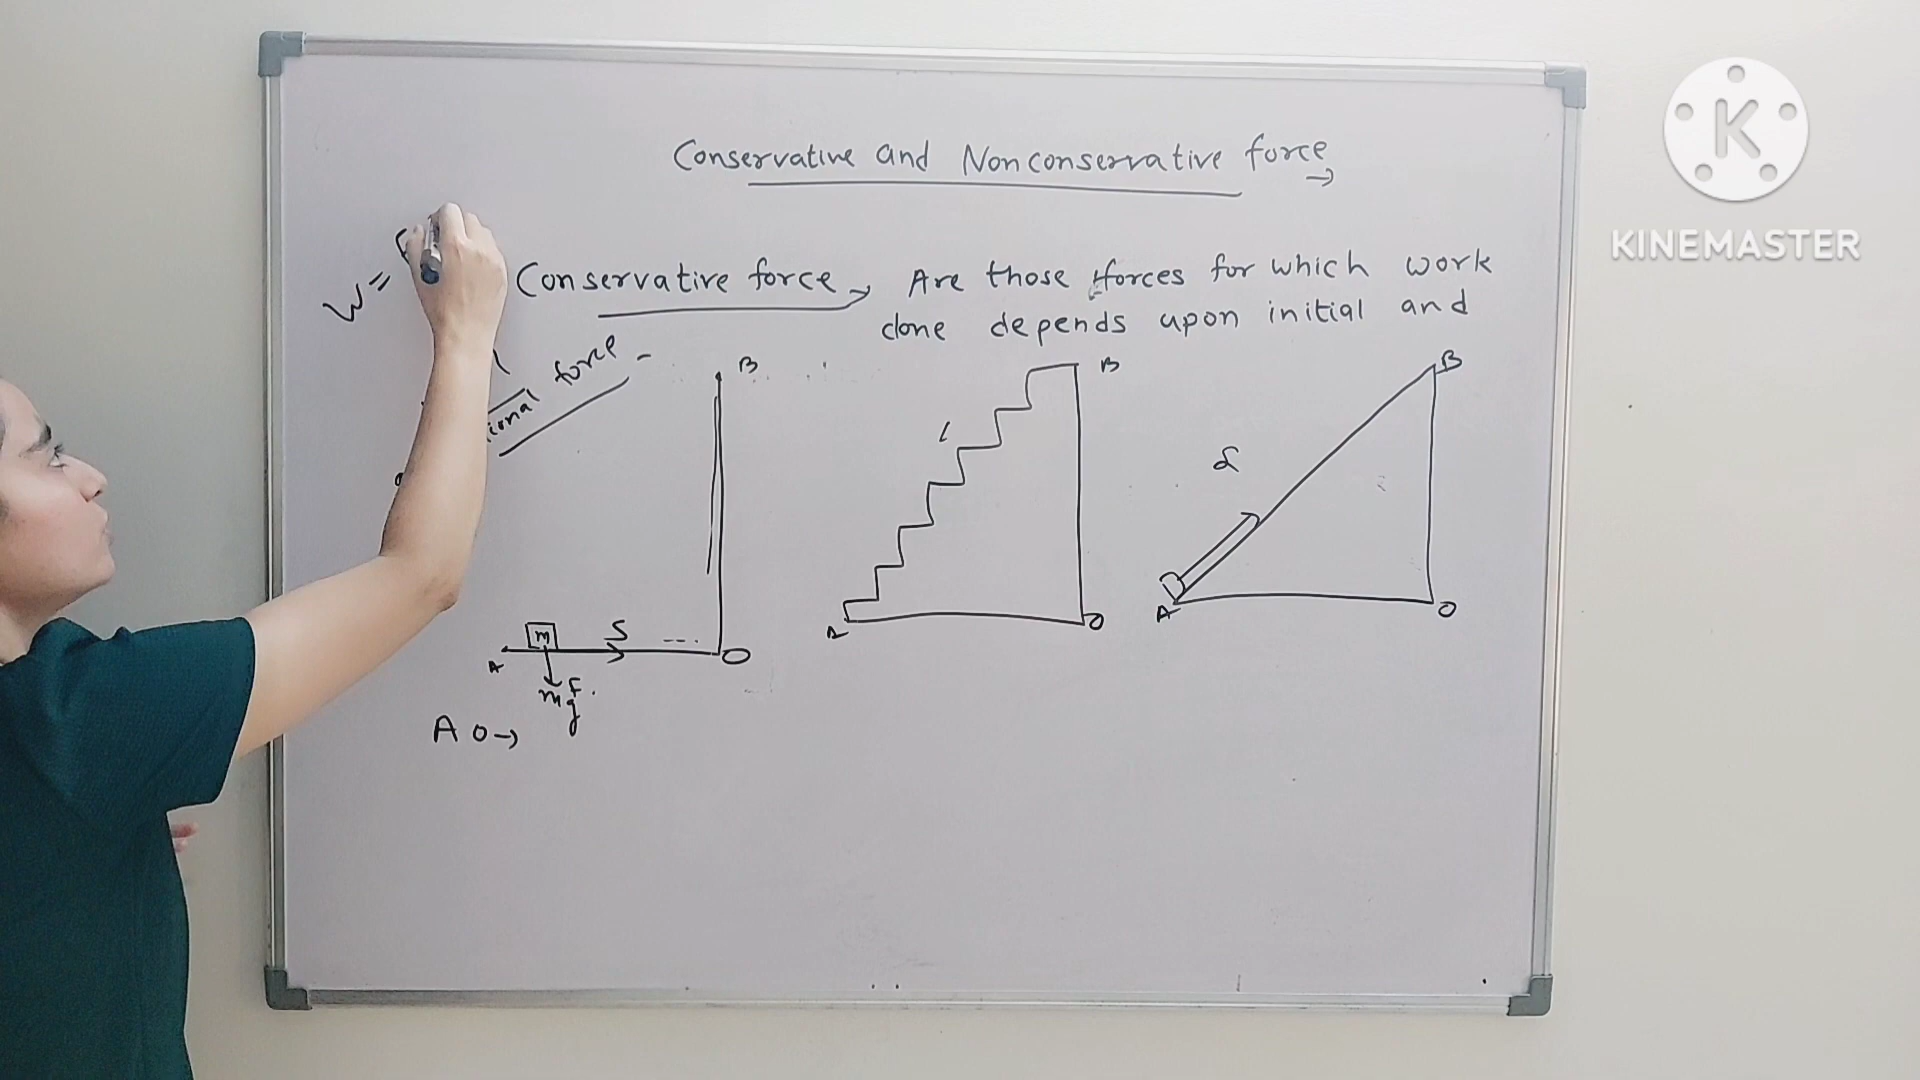 Conservative and Nonconservative force
Conservative force → Are those forces for which work
done depends upon initial and
W =
force -
B
B
B
m
S
A
O
mg
F.
A O →
A
O
A
O
K
KINEMASTER